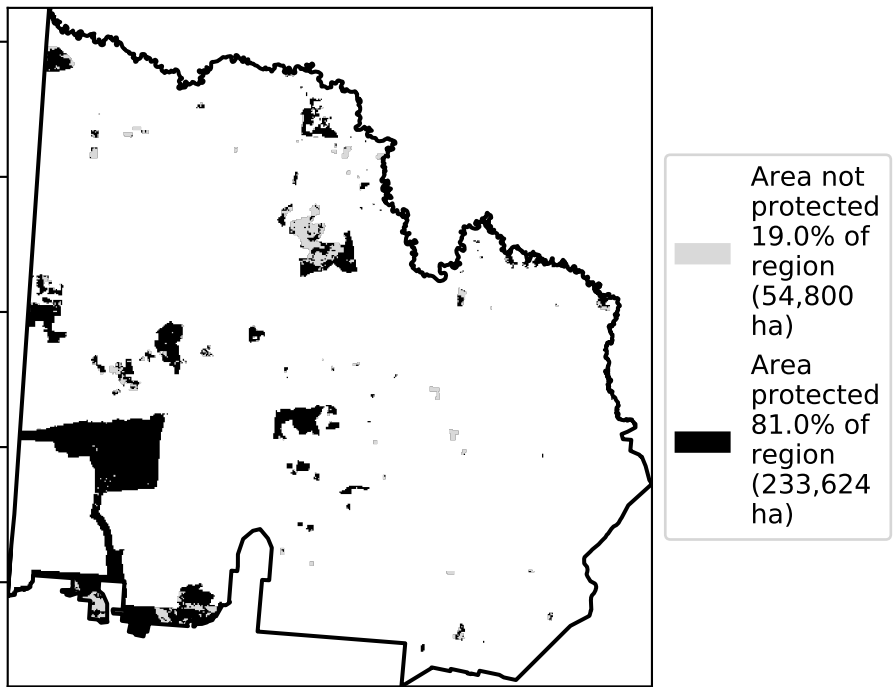 Area not
protected
19.0% of
region
(54,800
ha)
Area
protected
81.0% of
region
(233,624
ha)